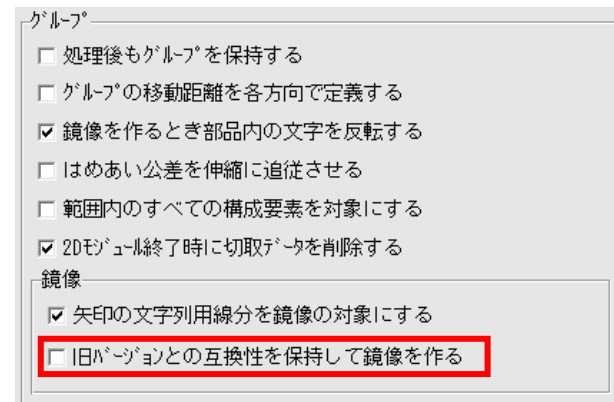 ｸﾞﾙｰﾌﾟ
処理後もｸﾞﾙｰﾌﾟを保持する
ｸﾞﾙｰﾌﾟの移動距離を各方向で定義する
鏡像を作るとき部品内の文字を反転する
はめあい公差を伸縮に追従させる
範囲内のすべての構成要素を対象にする
2Dﾓｼﾞｭｰﾙ終了時に切取ﾃﾞｰﾀを削除する
鏡像
矢印の文字列用線分を鏡像の対象にする
旧ﾊﾞｰｼﾞｮﾝとの互換性を保持して鏡像を作る